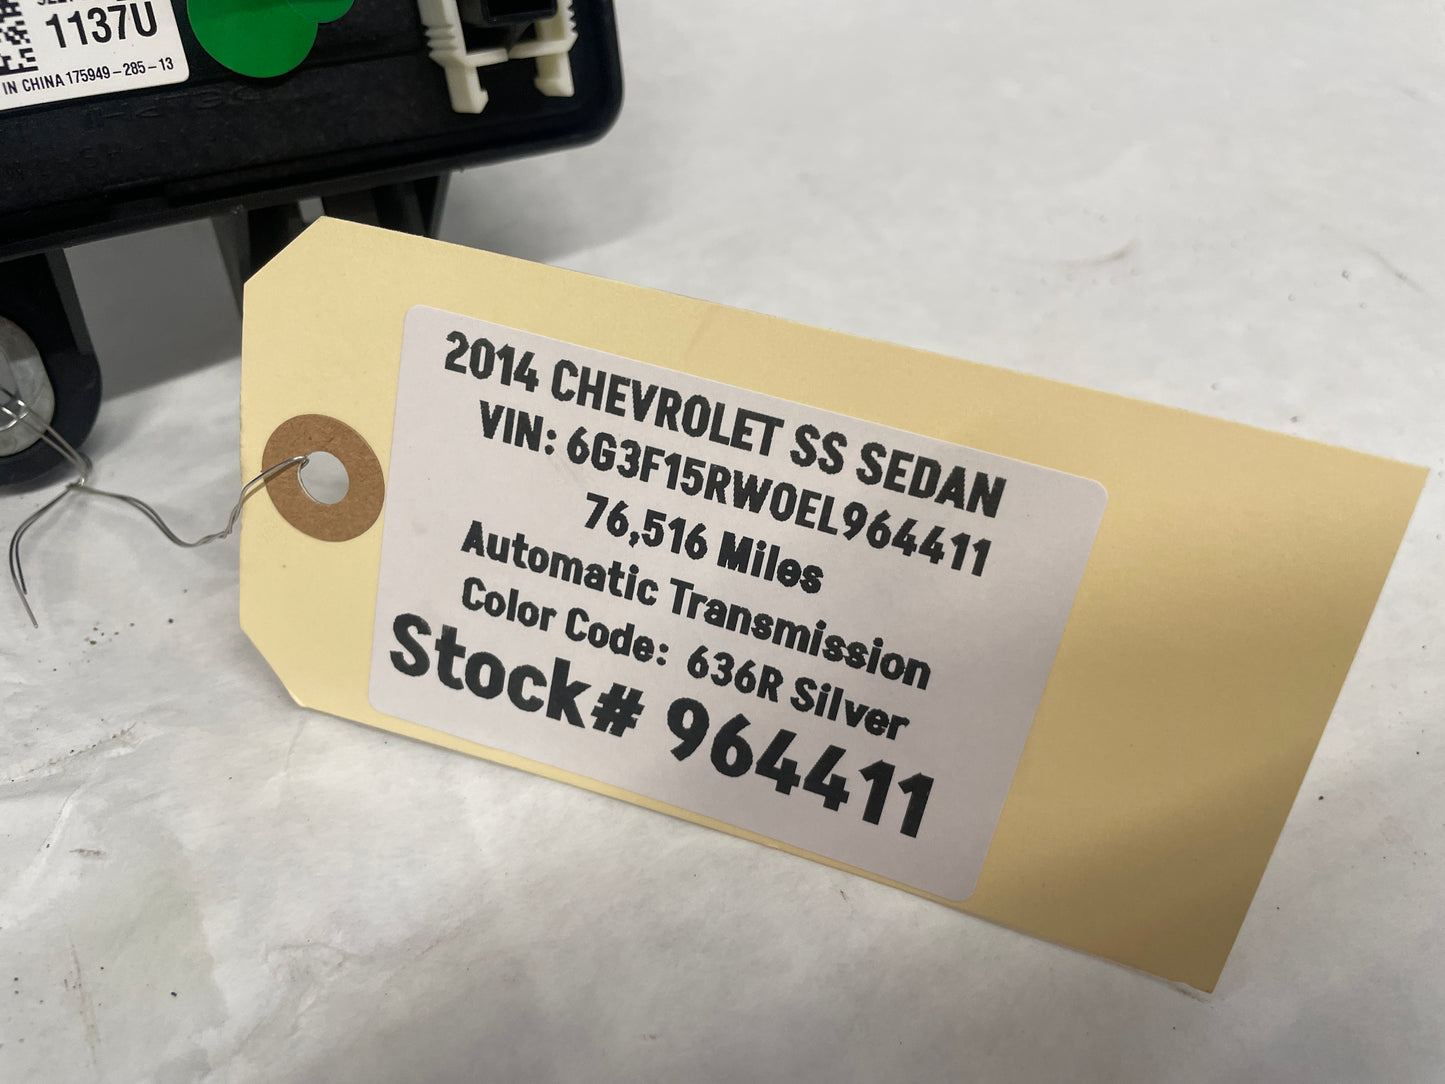 1137U
IN CHINA 175949-285-13
2014 CHEVROLET SS SEDAN
VIN: 6G3F15RW0EL964411
76,516 Miles
Automatic Transmission
Color Code: 636R Silver
Stock# 964411